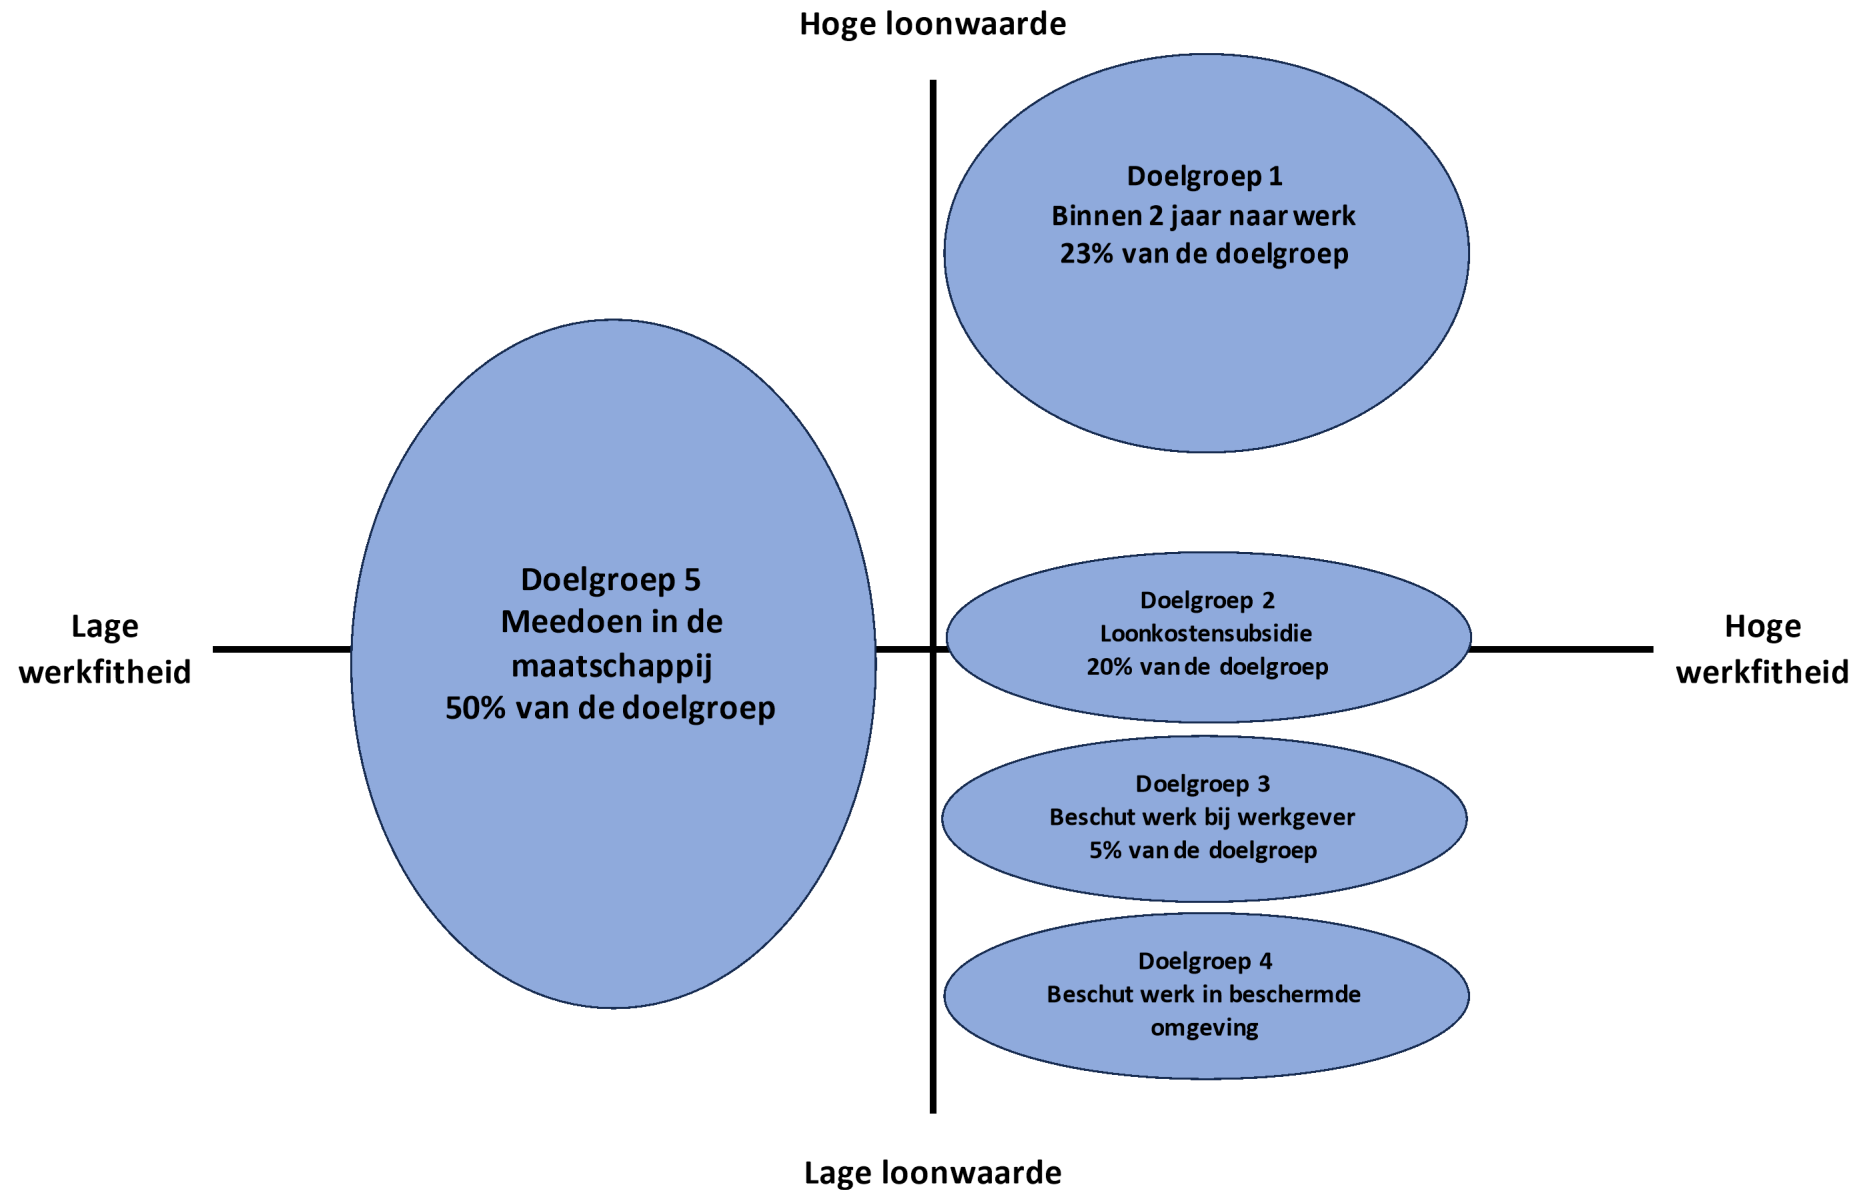 Hoge loonwaarde
Doelgroep 1
Binnen 2 jaar naar werk
23% van de doelgroep
Doelgroep 5
Meedoen in de
maatschappij
50% van de doelgroep
Lage
werkfitheid
Doelgroep 2
Loonkostensubsidie
20% van de doelgroep
Hoge
werkfitheid
Doelgroep 3
Beschut werk bij werkgever
5% van de doelgroep
Doelgroep 4
Beschut werk in beschermde
omgeving
Lage loonwaarde